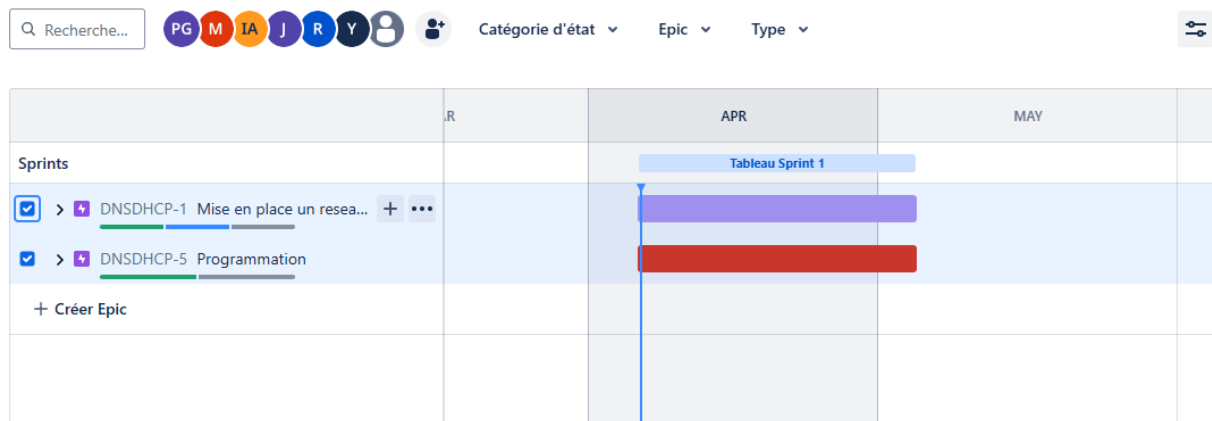 Recherche... PG M IA J R Y Catégorie d'état Epic Type
AR APR MAY
Sprints Tableau Sprint 1
DNSDHCP-1 Mise en place un resea...
DNSDHCP-5 Programmation
+ Créer Epic